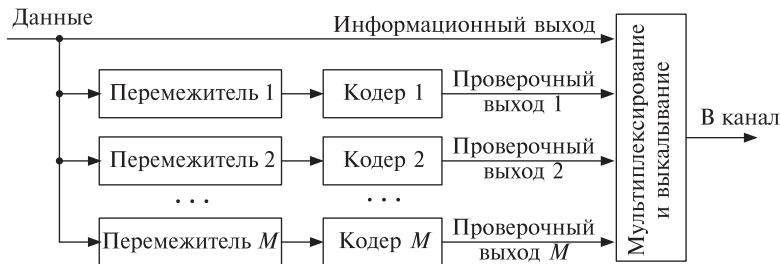 Данные
Информационный выход
Перемежитель 1
Кодер 1
Проверочный
выход 1
Перемежитель 2
Кодер 2
Проверочный
выход 2
. . .
. . .
Перемежитель M
Кодер M
Проверочный
выход M
Мультиплексирование
и выкалывание
В канал